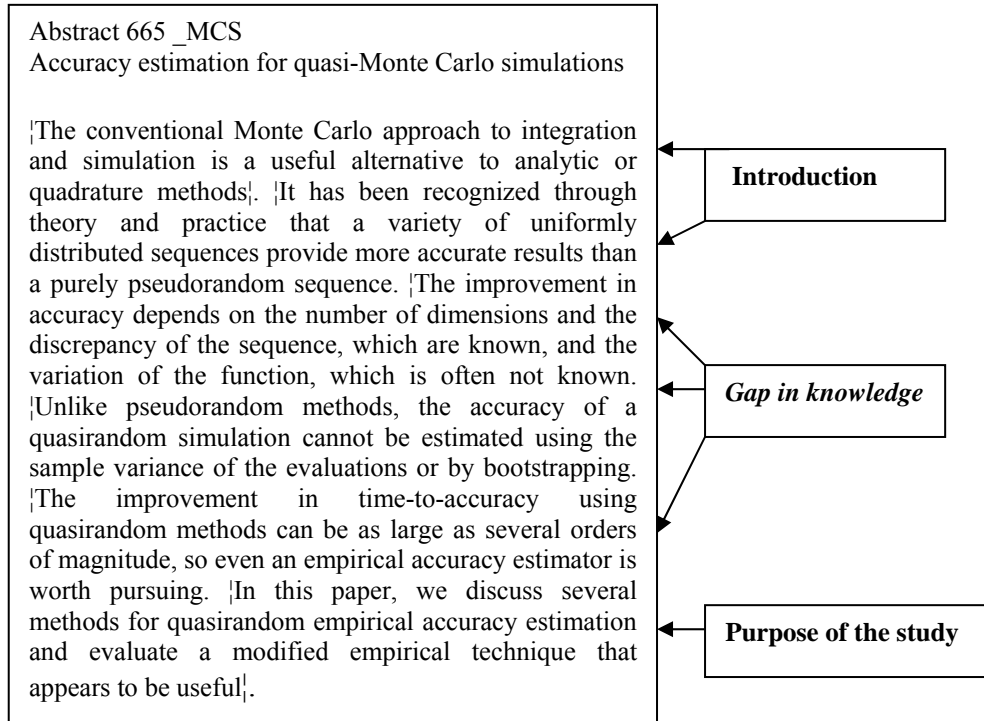 Abstract 665 _MCS
Accuracy estimation for quasi-Monte Carlo simulations
¦The conventional Monte Carlo approach to integration
and simulation is a useful alternative to analytic or
quadrature methods¦. ¦It has been recognized through
theory and practice that a variety of uniformly
distributed sequences provide more accurate results than
a purely pseudorandom sequence. ¦The improvement in
accuracy depends on the number of dimensions and the
discrepancy of the sequence, which are known, and the
variation of the function, which is often not known.
¦Unlike pseudorandom methods, the accuracy of a
quasirandom simulation cannot be estimated using the
sample variance of the evaluations or by bootstrapping.
¦The improvement in time-to-accuracy using
quasirandom methods can be as large as several orders
of magnitude, so even an empirical accuracy estimator is
worth pursuing. ¦In this paper, we discuss several
methods for quasirandom empirical accuracy estimation
and evaluate a modified empirical technique that
appears to be useful¦.
Introduction
Gap in knowledge
Purpose of the study